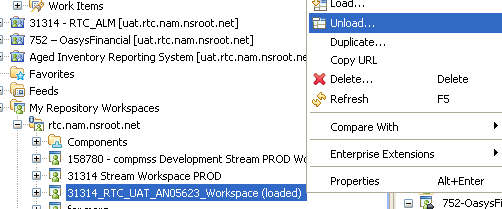 Work Items
31314 - RTC_ALM [uat.rtc.nam.nsroot.net]
752 – OasysFinancial [uat.rtc.nam.nsroot.net]
Aged Inventory Reporting System [uat.rtc.nam.nsroot.net]
Favorites
Feeds
My Repository Workspaces
rtc.nam.nsroot.net
Components
158780 - compmss Development Stream PROD Wo
31314 Stream Workspace PROD
31314_RTC_UAT_AN05623_Workspace (loaded)
Load...
Unload...
Duplicate...
Copy URL
Delete... Delete
Refresh F5
Compare With
Enterprise Extensions
Properties Alt+Enter
752-OasysFi